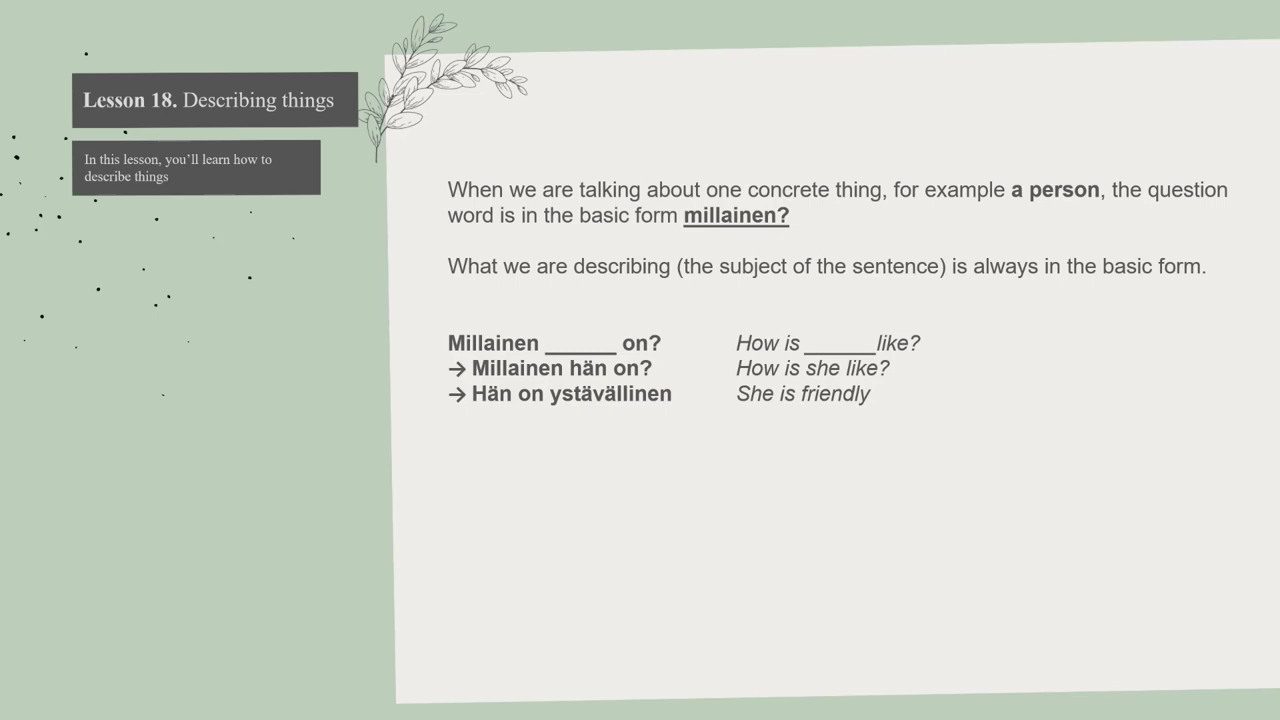 Lesson 18. Describing things
In this lesson, you'll learn how to
describe things
When we are talking about one concrete thing, for example a person, the question
word is in the basic form millainen?
What we are describing (the subject of the sentence) is always in the basic form.
Millainen ______ on? How is ______like?
→ Millainen hän on? How is she like?
→ Hän on ystävällinen She is friendly